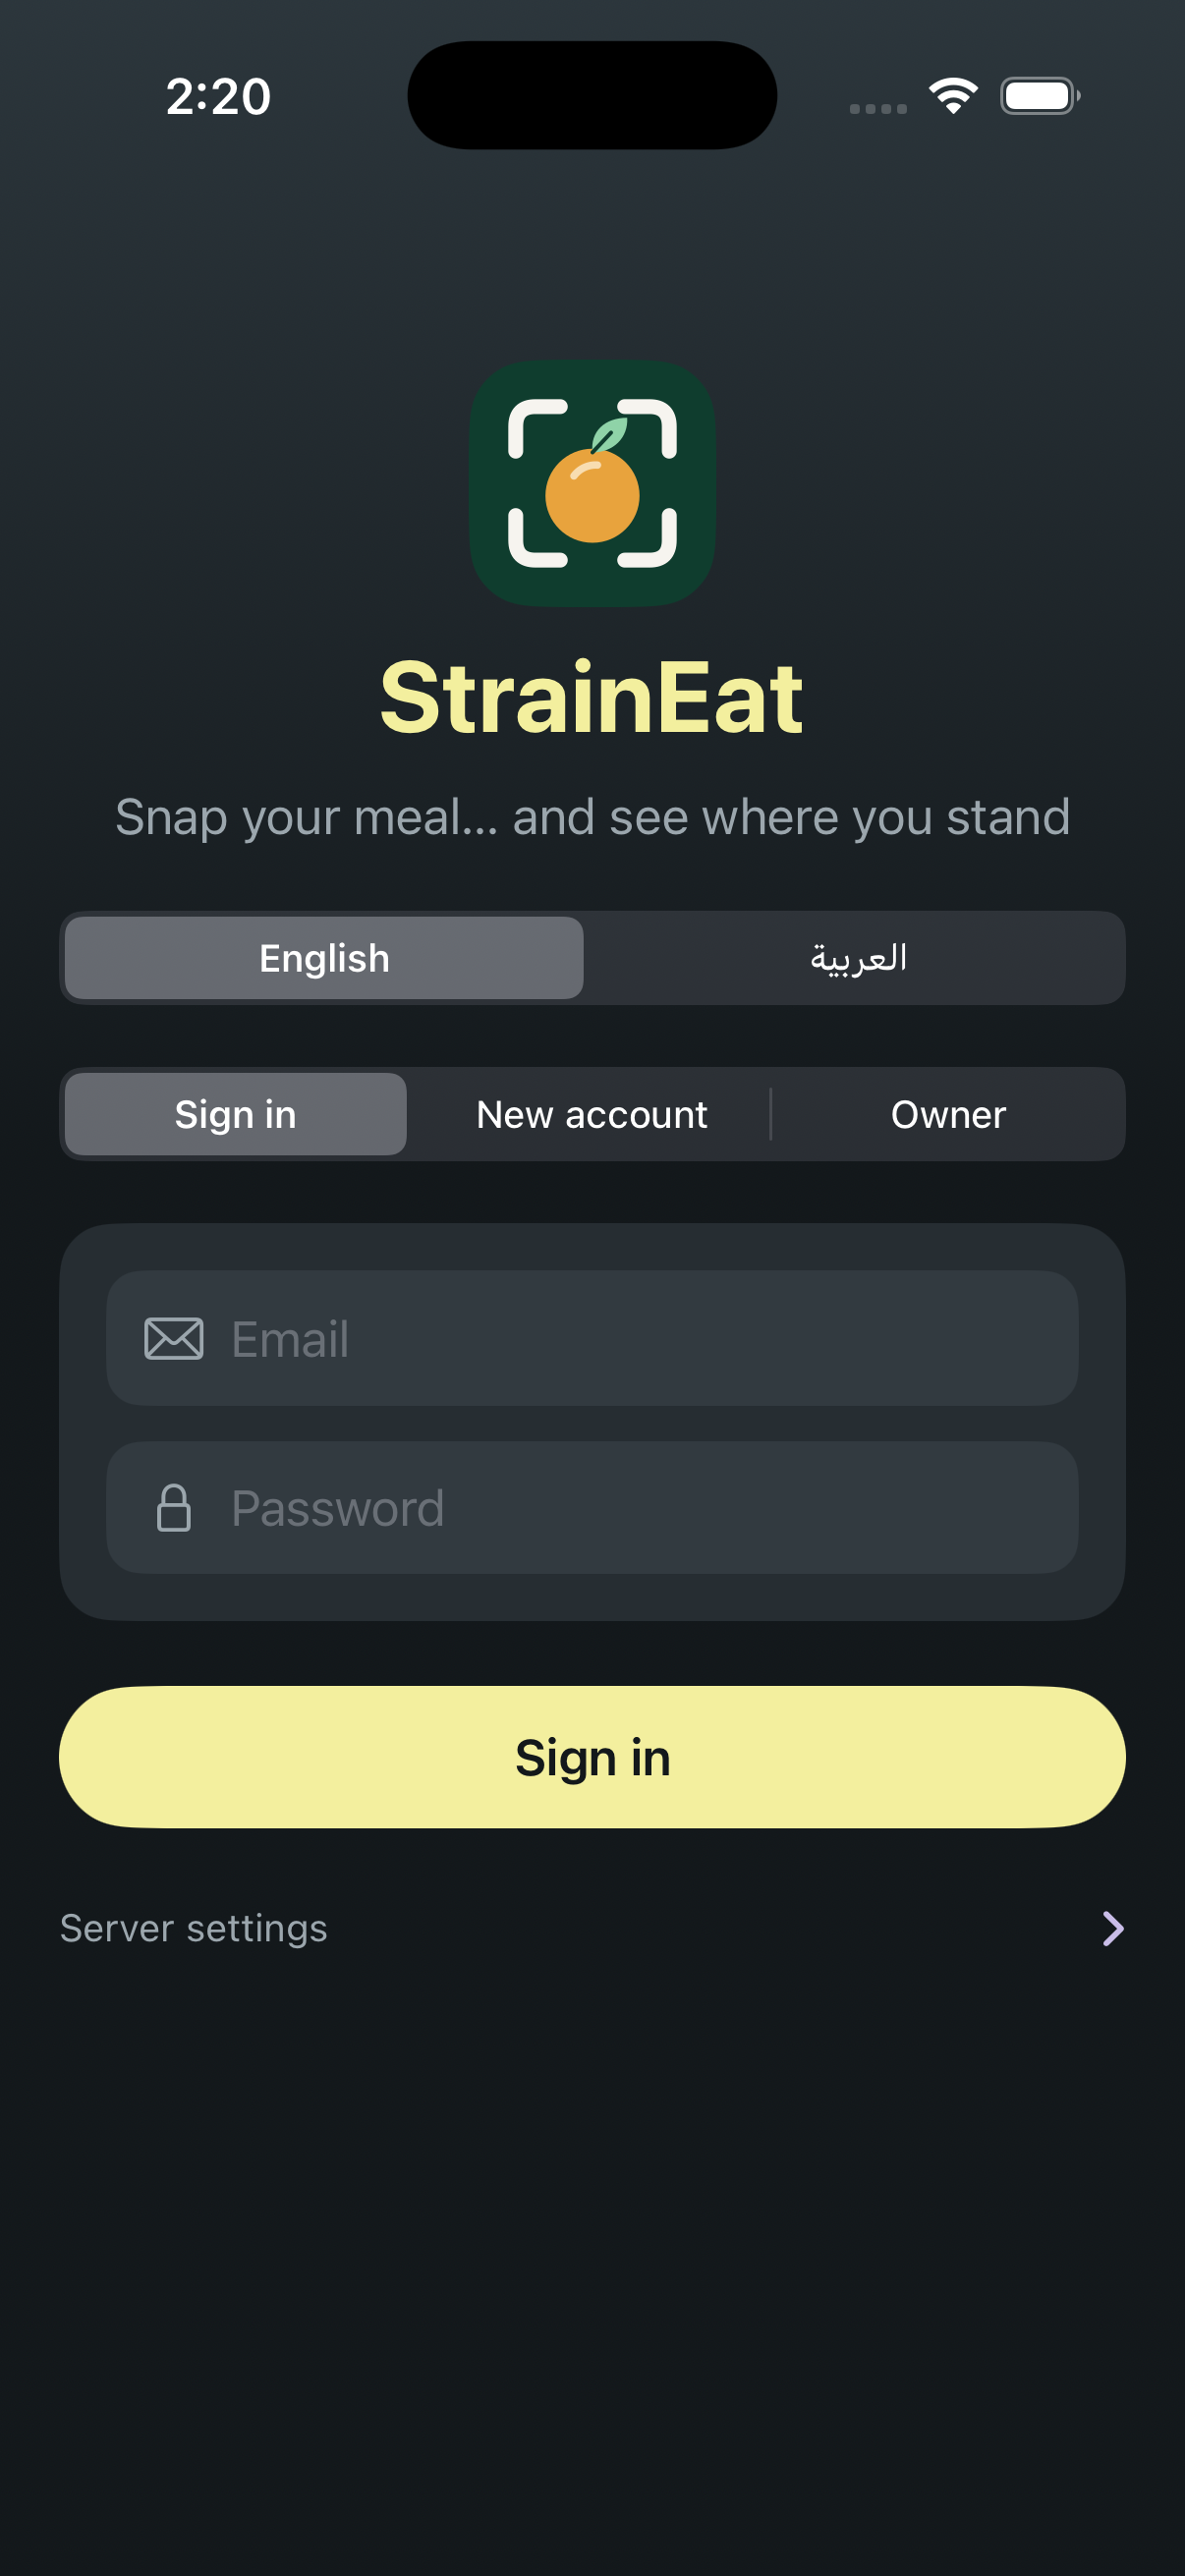 2:20
StrainEat
Snap your meal... and see where you stand
English
العربية
Sign in
New account
Owner
Email
Password
Sign in
Server settings